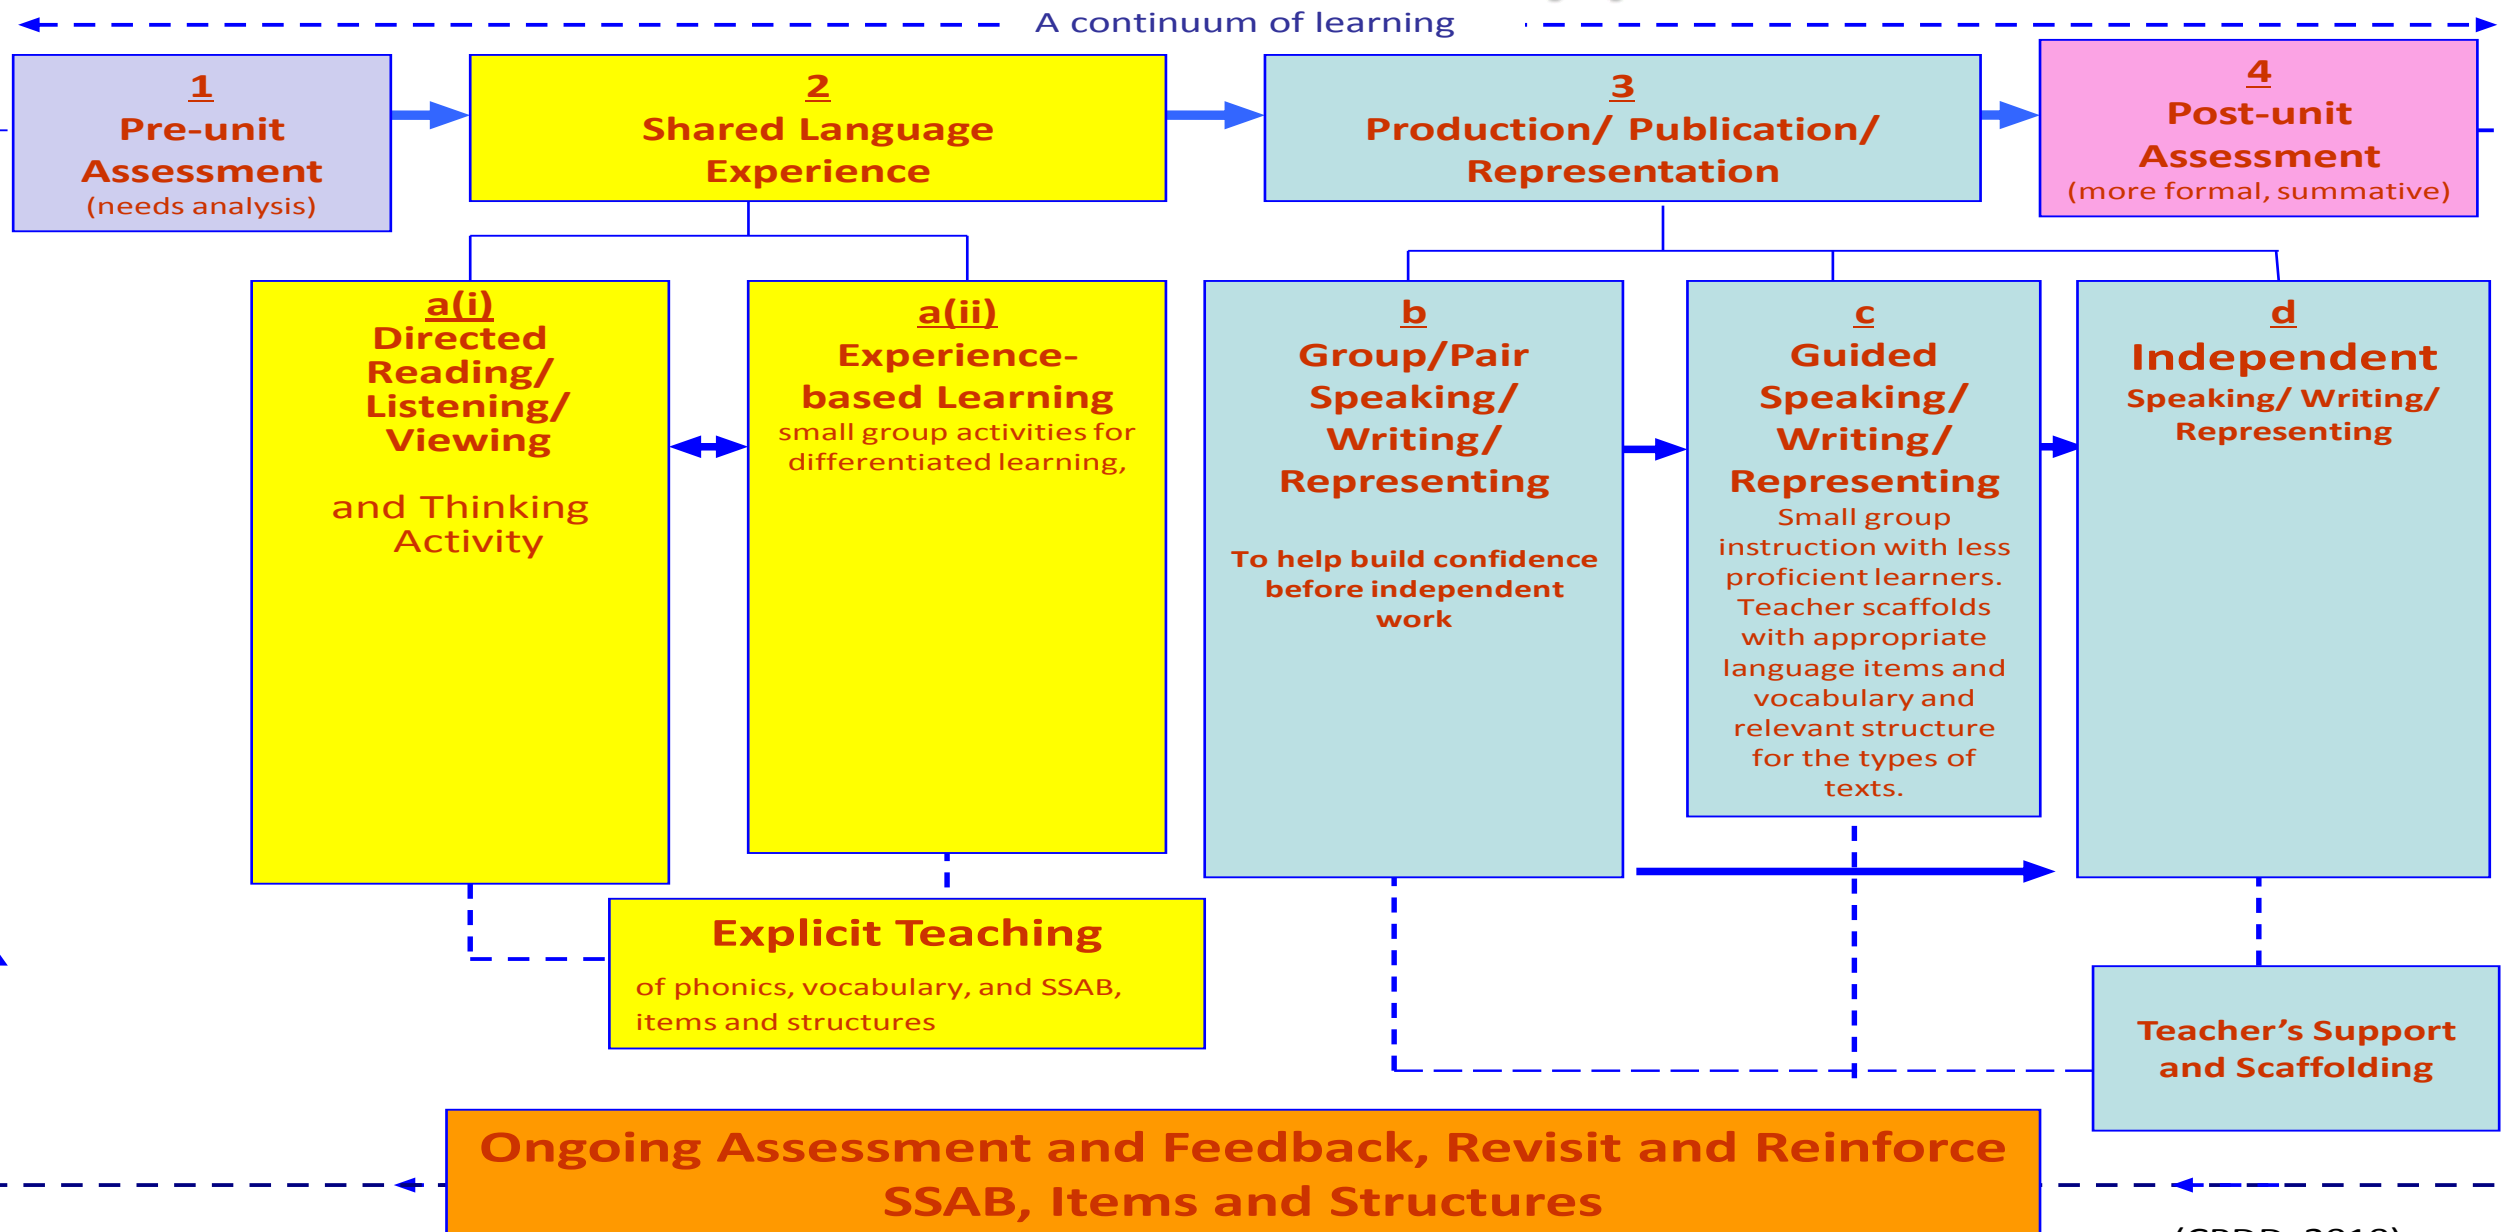 A continuum of learning
1
Pre-unit
Assessment
(needs analysis)
2
Shared Language
Experience
3
Production/ Publication/
Representation
4
Post-unit
Assessment
(more formal, summative)
a(i)
Directed
Reading/
Listening/
Viewing
and Thinking
Activity
a(ii)
Experience-
based Learning
small group activities for
differentiated learning,
b
Group/Pair
Speaking/
Writing/
Representing
To help build confidence
before independent
work
c
Guided
Speaking/
Writing/
Representing
Small group
instruction with less
proficient learners.
Teacher scaffolds
with appropriate
language items and
vocabulary and
relevant structure
for the types of
texts.
d
Independent
Speaking/ Writing/
Representing
Explicit Teaching
of phonics, vocabulary, and SSAB,
items and structures
Teacher’s Support
and Scaffolding
Ongoing Assessment and Feedback, Revisit and Reinforce
SSAB, Items and Structures